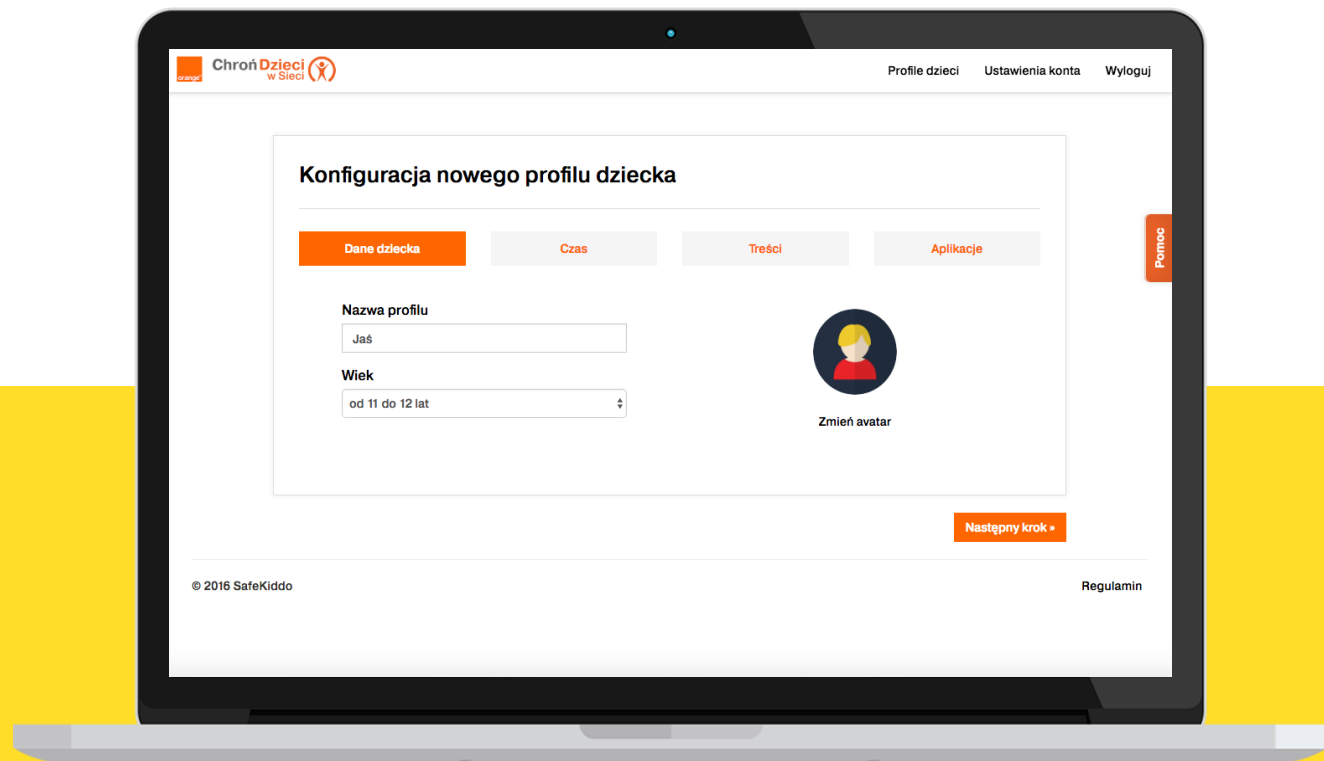 orange
Chroń Dzieci
w Sieci
Profile dzieci Ustawienia konta Wyloguj
Konfiguracja nowego profilu dziecka
Dane dziecka Czas Treści Aplikacje
Pomoc
Nazwa profilu
Jaś
Wiek
od 11 do 12 lat
Zmień avatar
Następny krok »
© 2016 SafeKiddo Regulamin